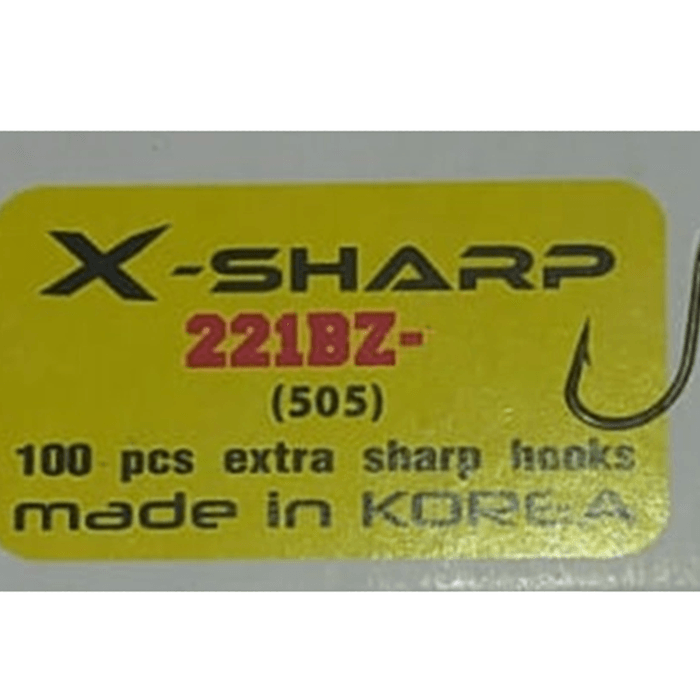 X-SHARP
221BZ-
(505)
100 pcs extra sharp hooks
made in KOREA